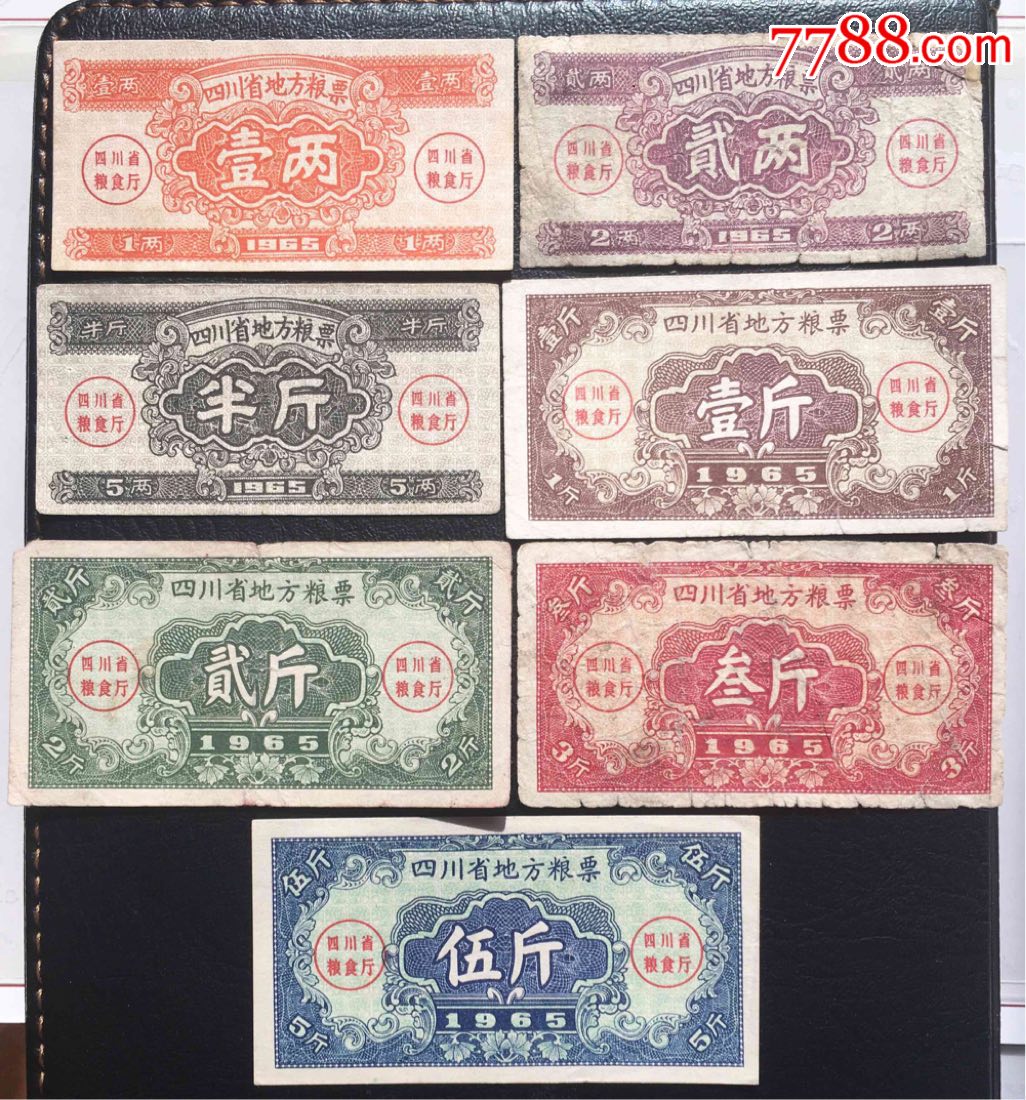 7788.com
壹两 四川省地方粮票 壹两
四川省
粮食厅
壹两
四川省
粮食厅
1两 1965 1两
貳两 四川省地方粮票 貳两
四川省
粮食厅
貳两
四川省
粮食厅
2两 1965 2两
半斤 四川省地方粮票 半斤
四川省
粮食厅
半斤
四川省
粮食厅
5两 1965 5两
壹斤 四川省地方粮票 壹斤
四川省
粮食厅
壹斤
四川省
粮食厅
1斤 1965 1斤
貳斤 四川省地方粮票 貳斤
四川省
粮食厅
貳斤
四川省
粮食厅
2斤 1965 2斤
叁斤 四川省地方粮票 叁斤
四川省
粮食厅
叁斤
四川省
粮食厅
3斤 1965 3斤
伍斤 四川省地方粮票 伍斤
四川省
粮食厅
伍斤
四川省
粮食厅
5斤 1965 5斤